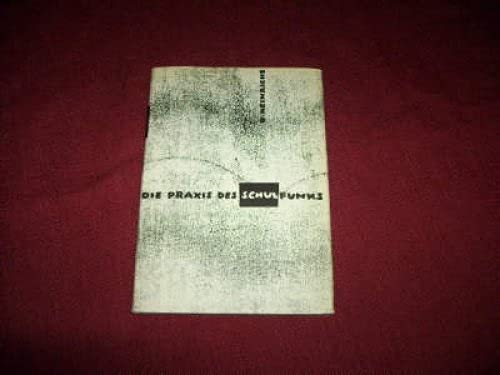 H. HEINRICHS
DIE PRAXIS DES SCHULFUNKS